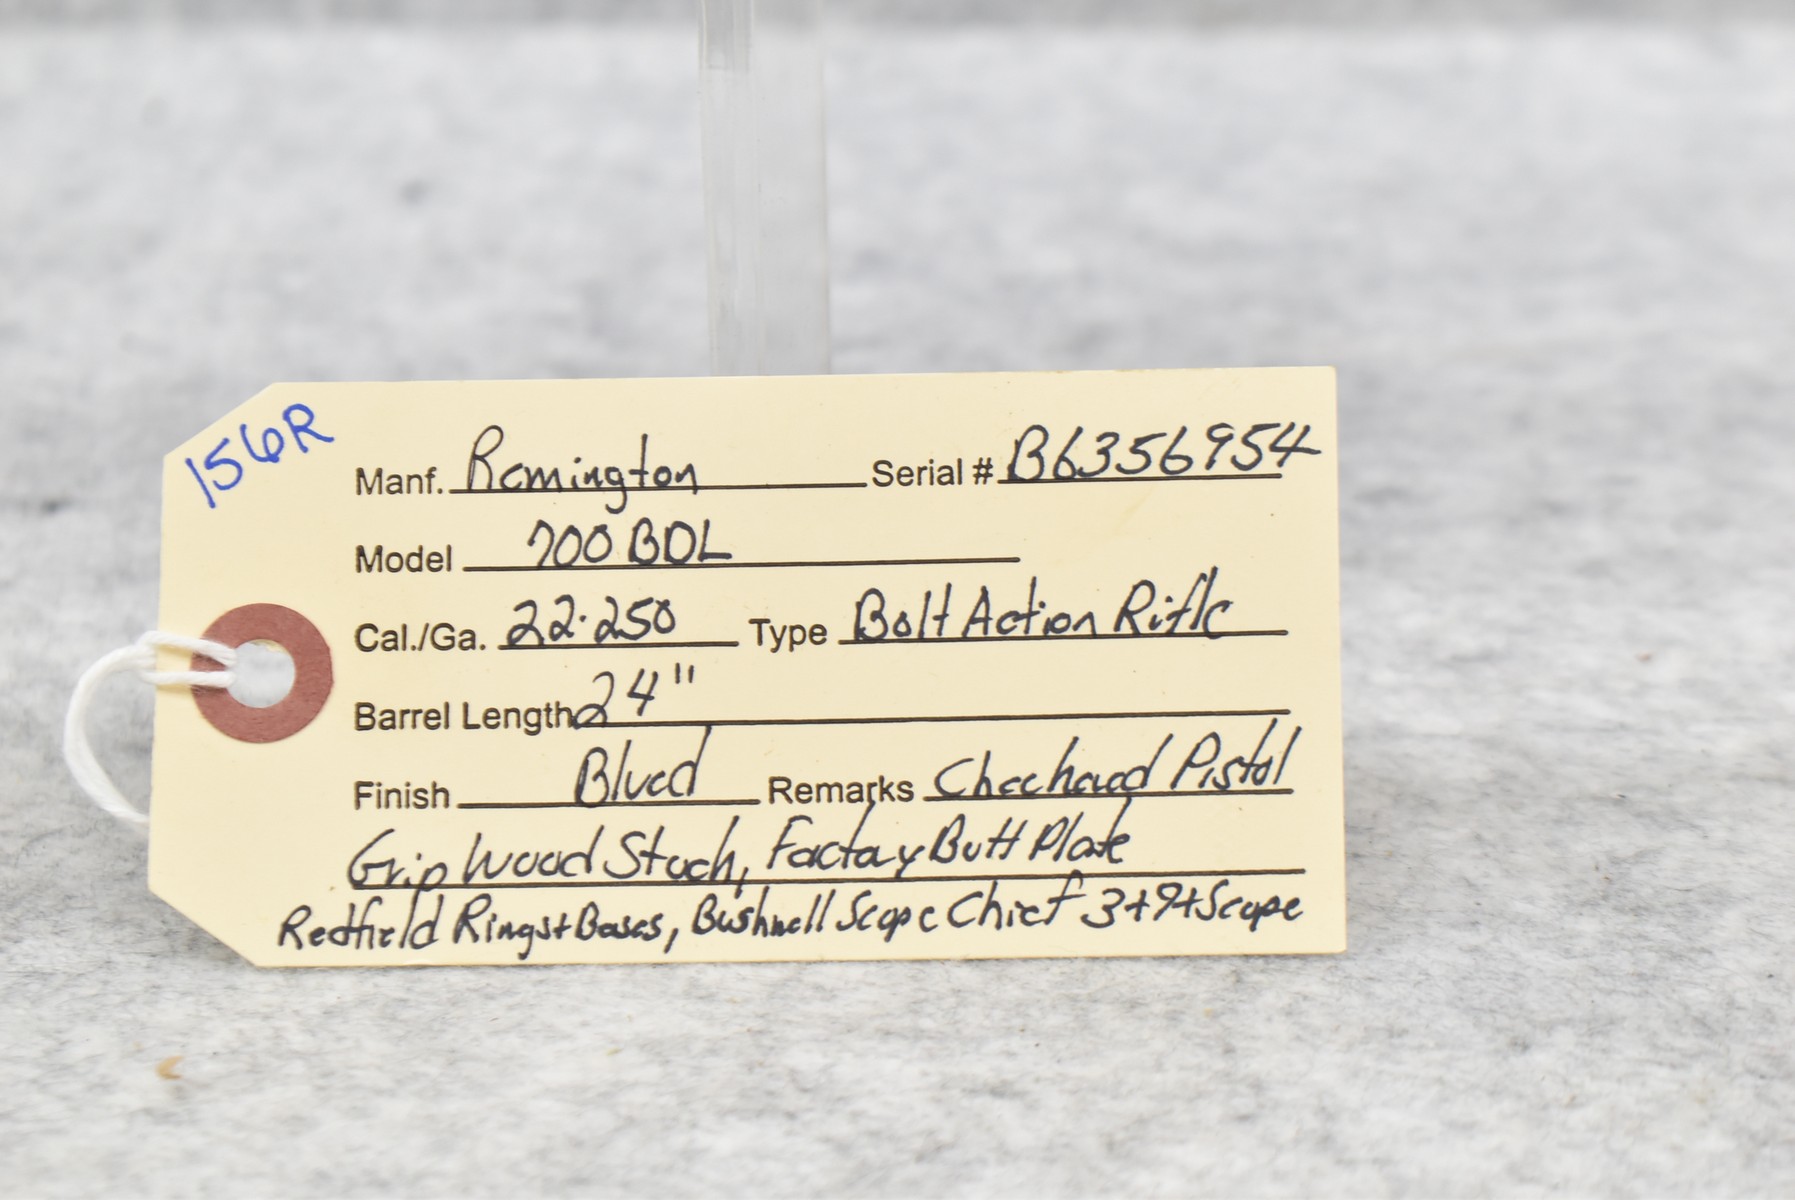 156R
Manf. Remington Serial # B6356954
Model 700 BDL
Cal./Ga. 22-250 Type Bolt Action Rifle
Barrel Length 24"
Finish Blued Remarks Checkered Pistol
Grip Wood Stock, Factory Butt Plate
Redfield Rings + Bases, Bushnell Scope Chief 3+9+Scope